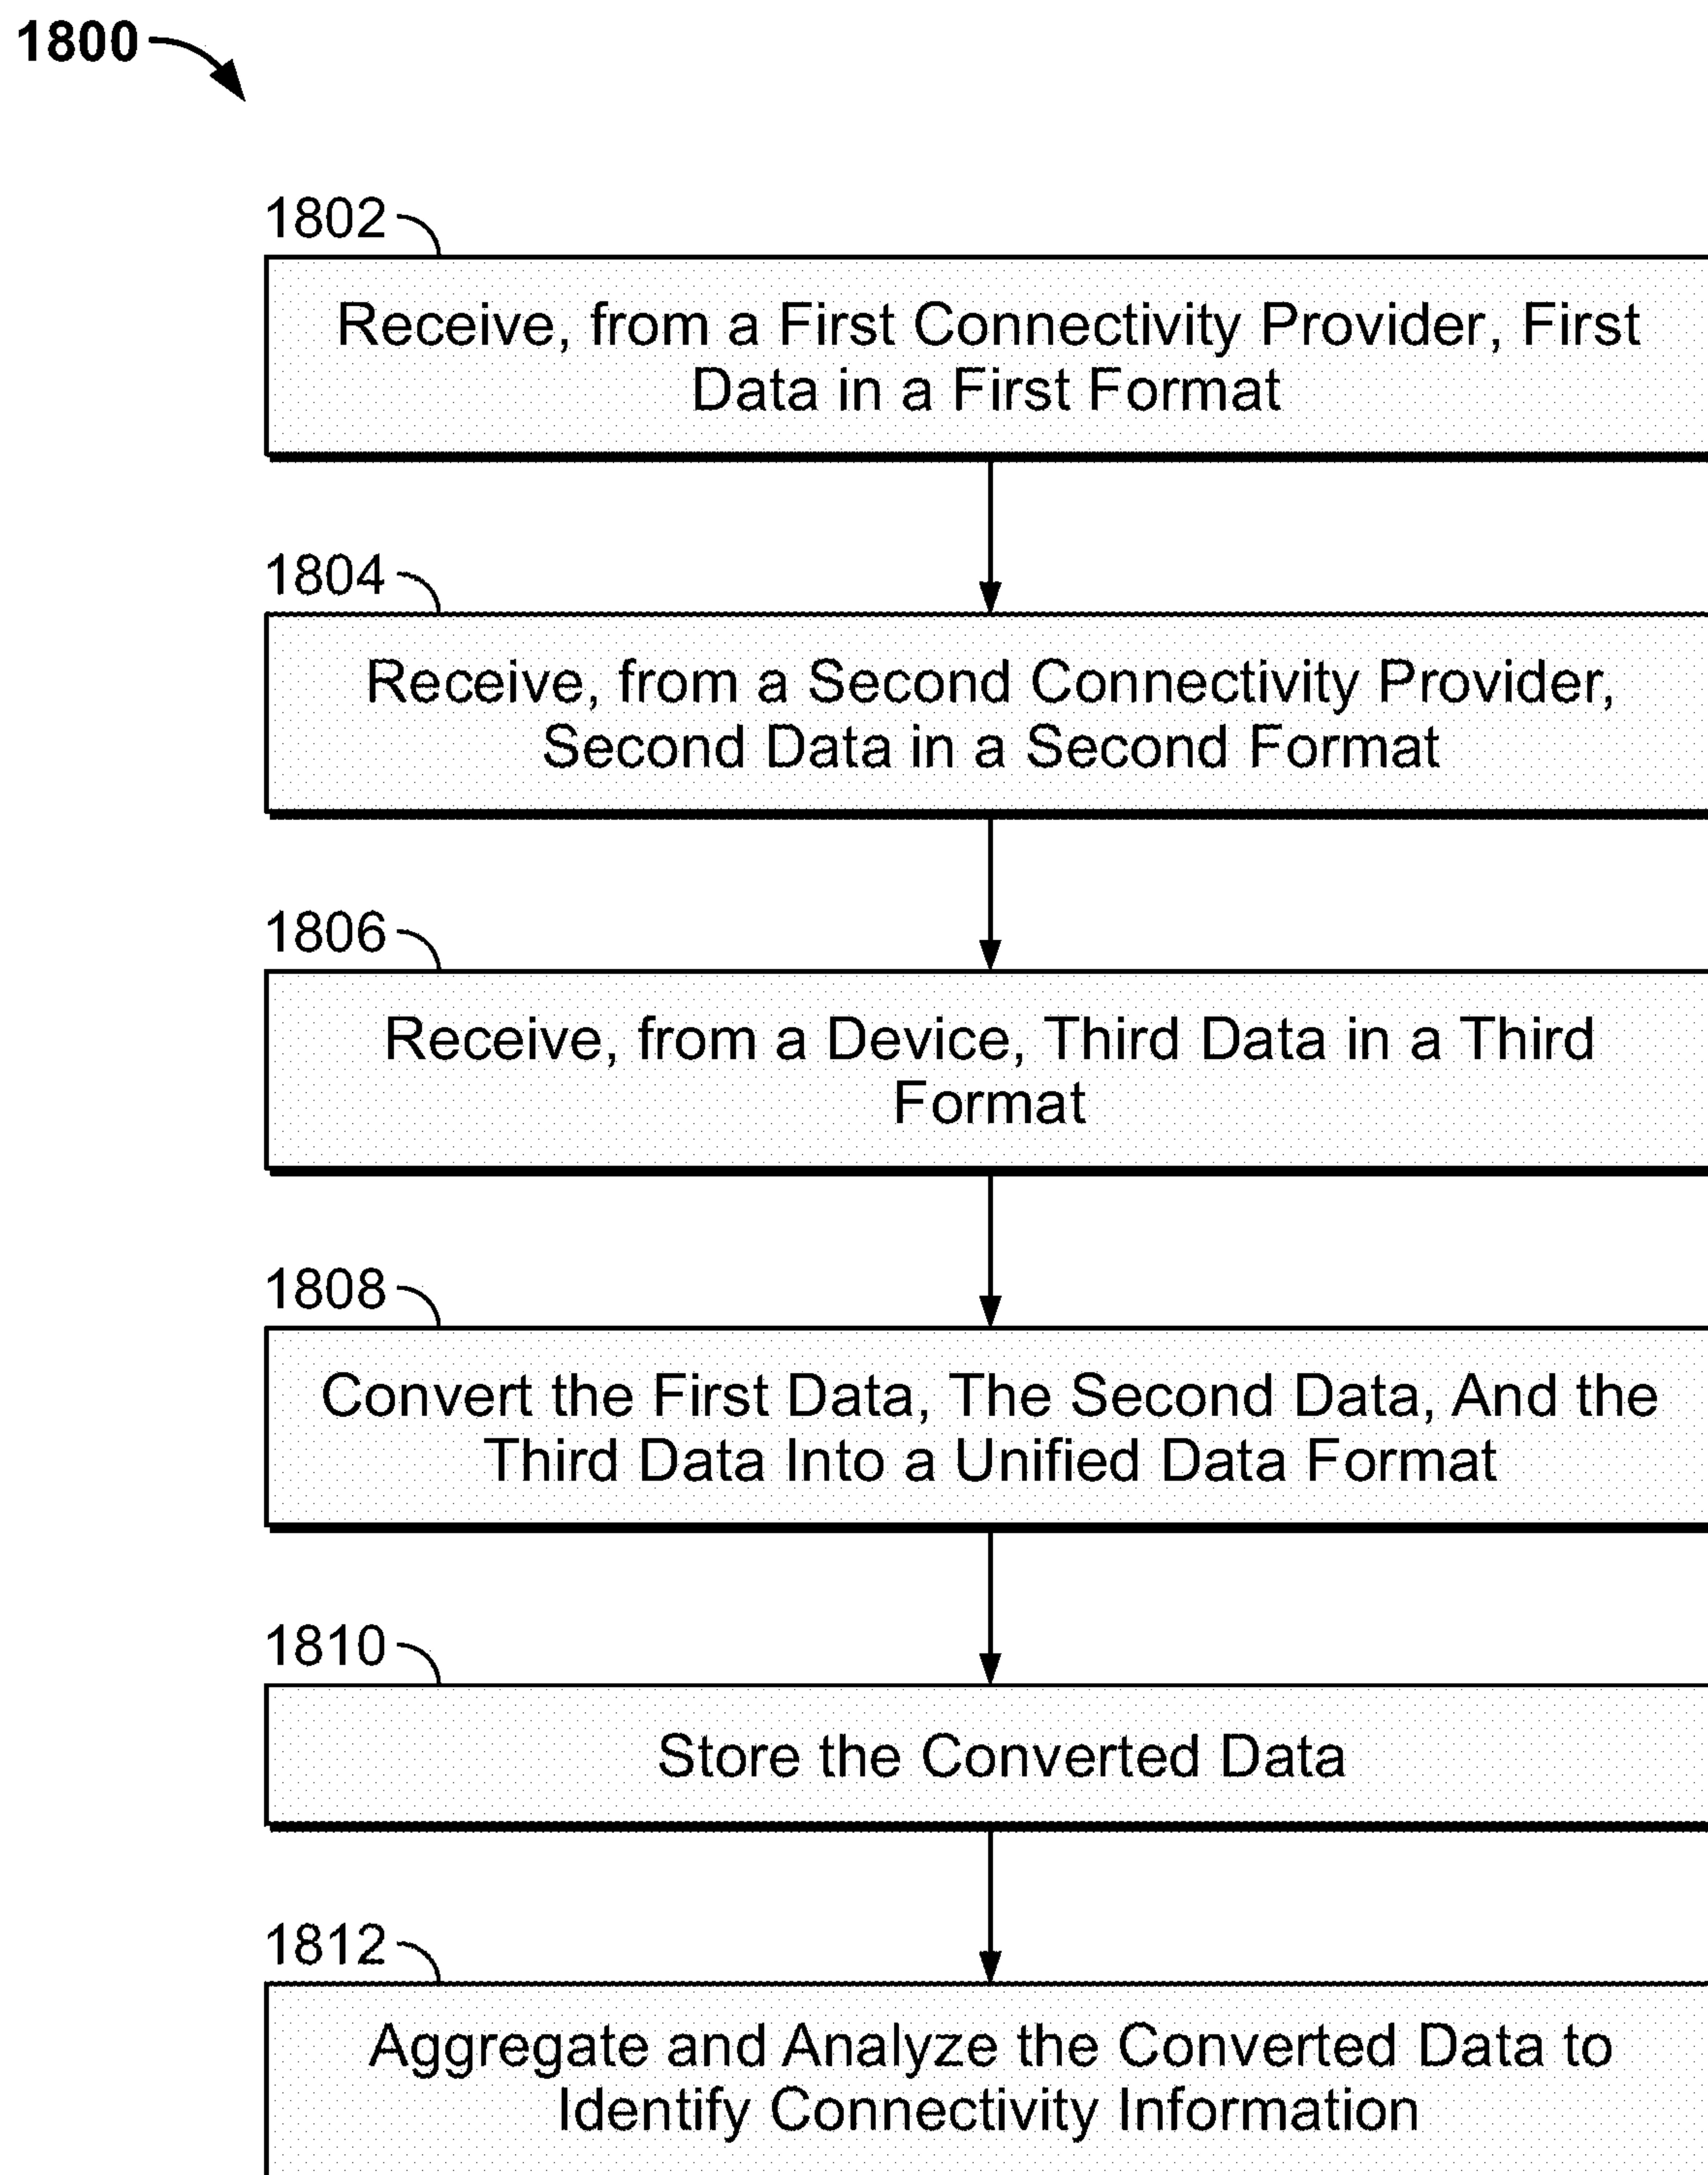 1800
1802
Receive, from a First Connectivity Provider, First
Data in a First Format
1804
Receive, from a Second Connectivity Provider,
Second Data in a Second Format
1806
Receive, from a Device, Third Data in a Third
Format
1808
Convert the First Data, The Second Data, And the
Third Data Into a Unified Data Format
1810
Store the Converted Data
1812
Aggregate and Analyze the Converted Data to
Identify Connectivity Information